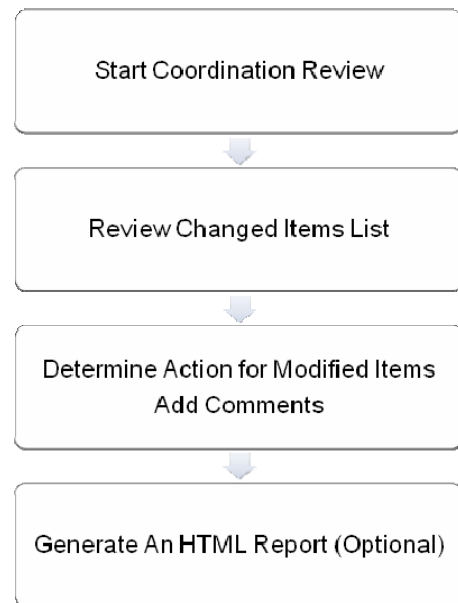 Start Coordination Review
Review Changed Items List
Determine Action for Modified Items
Add Comments
Generate An HTML Report (Optional)